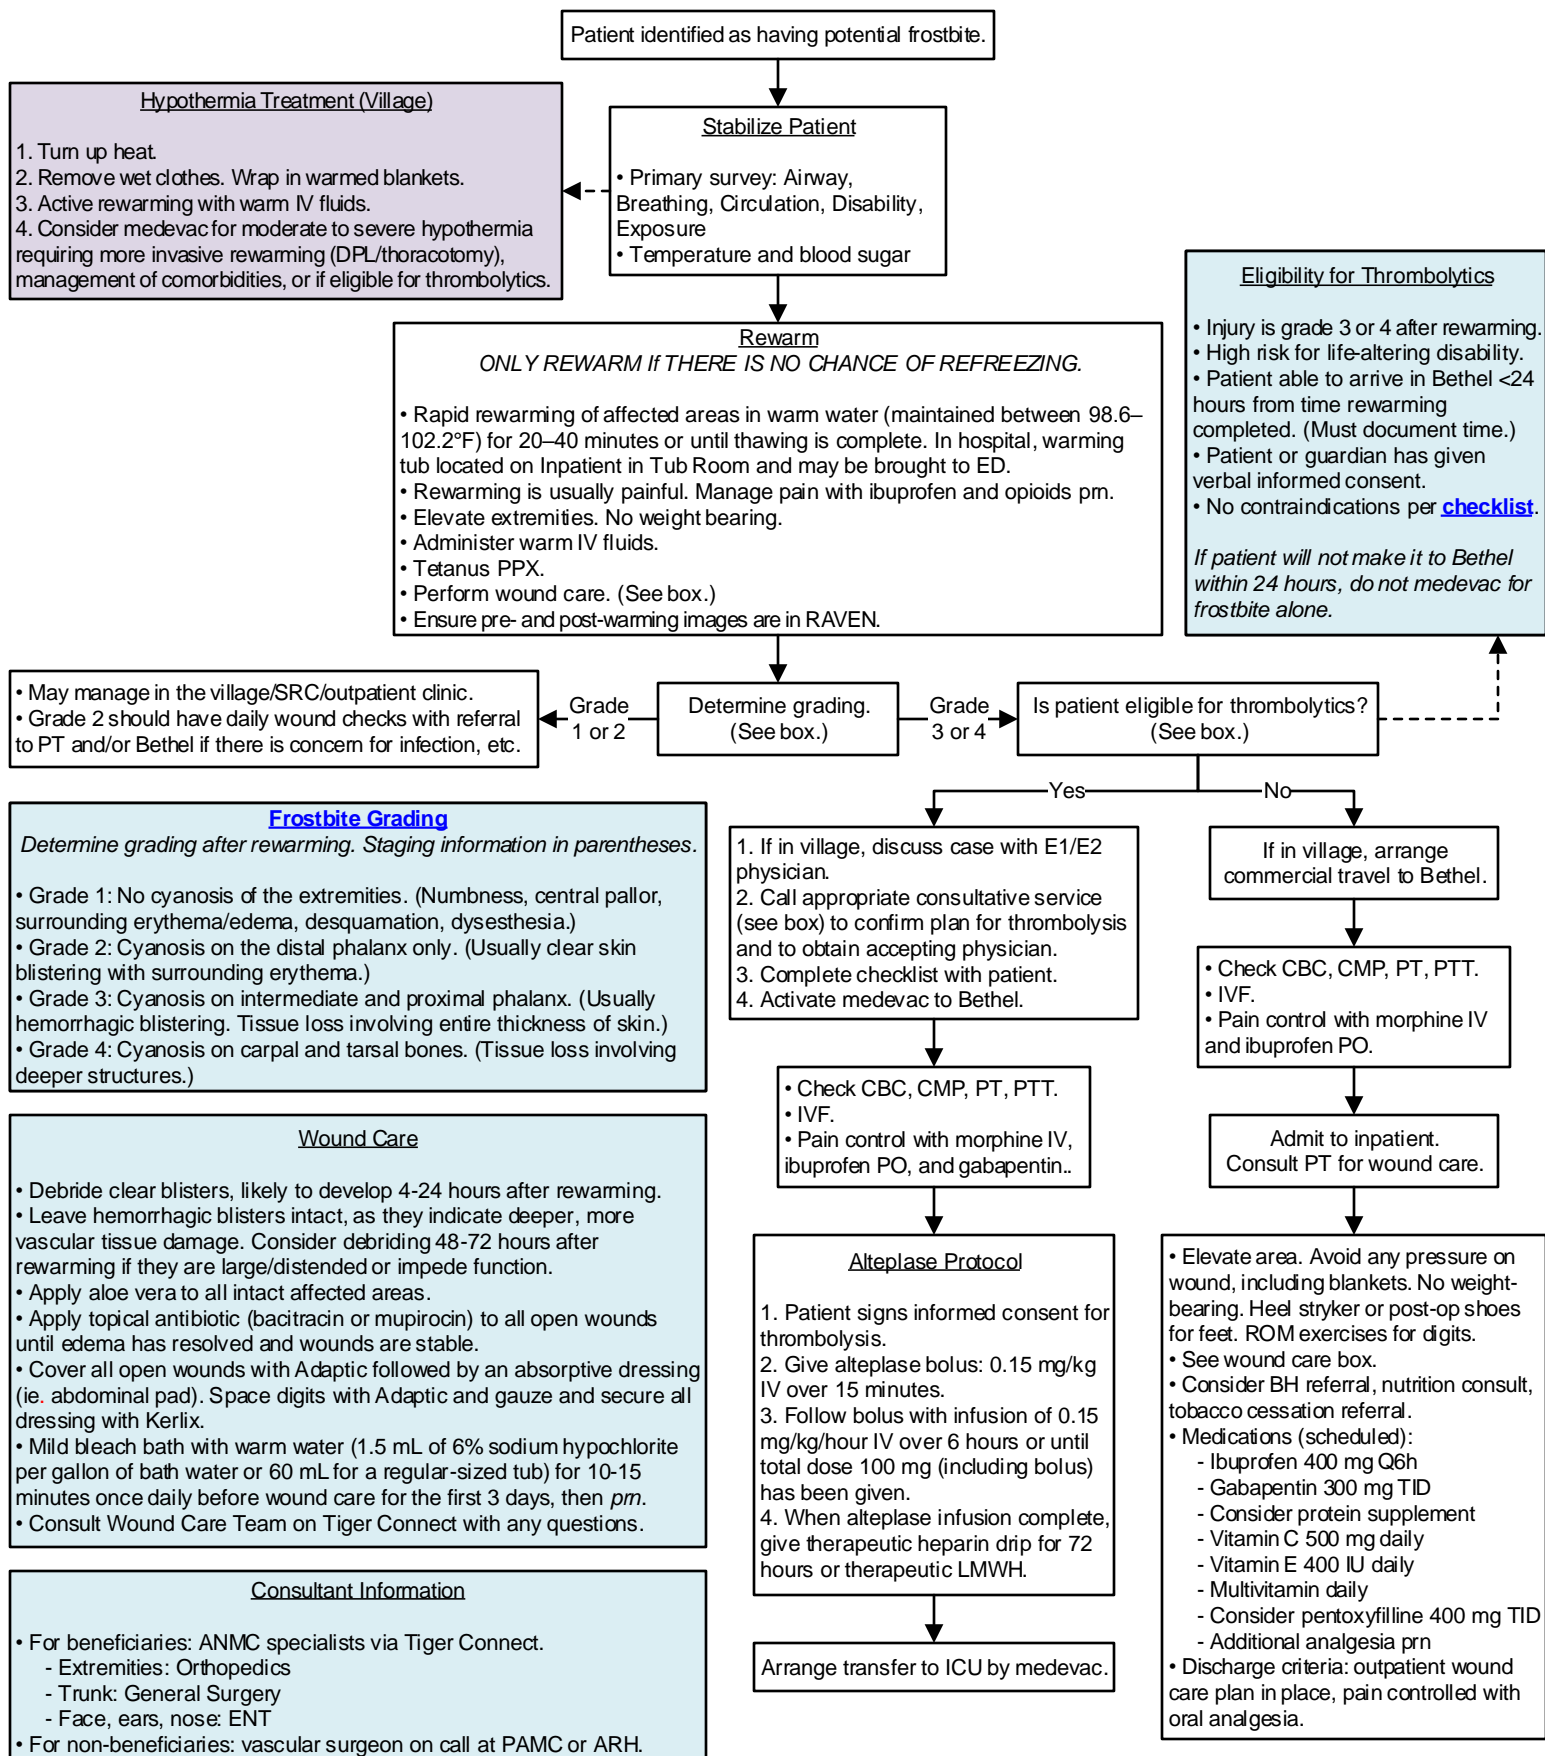 Patient identified as having potential frostbite.
Hypothermia Treatment (Village)
1. Turn up heat.
2. Remove wet clothes. Wrap in warmed blankets.
3. Active rewarming with warm IV fluids.
4. Consider medevac for moderate to severe hypothermia
requiring more invasive rewarming (DPL/thoracotomy),
management of comorbidities, or if eligible for thrombolytics.
Stabilize Patient
• Primary survey: Airway,
Breathing, Circulation, Disability,
Exposure
• Temperature and blood sugar
Eligibility for Thrombolytics
• Injury is grade 3 or 4 after rewarming.
• High risk for life-altering disability.
• Patient able to arrive in Bethel <24
hours from time rewarming
completed. (Must document time.)
• Patient or guardian has given
verbal informed consent.
• No contraindications per checklist.
If patient will not make it to Bethel
within 24 hours, do not medevac for
frostbite alone.
Rewarm
ONLY REWARM If THERE IS NO CHANCE OF REFREEZING.
• Rapid rewarming of affected areas in warm water (maintained between 98.6–
102.2°F) for 20–40 minutes or until thawing is complete. In hospital, warming
tub located on Inpatient in Tub Room and may be brought to ED.
• Rewarming is usually painful. Manage pain with ibuprofen and opioids prn.
• Elevate extremities. No weight bearing.
• Administer warm IV fluids.
• Tetanus PPX.
• Perform wound care. (See box.)
• Ensure pre- and post-warming images are in RAVEN.
• May manage in the village/SRC/outpatient clinic.
• Grade 2 should have daily wound checks with referral
to PT and/or Bethel if there is concern for infection, etc.
Grade
1 or 2
Determine grading.
(See box.)
Grade
3 or 4
Is patient eligible for thrombolytics?
(See box.)
Yes
No
Frostbite Grading
Determine grading after rewarming. Staging information in parentheses.
• Grade 1: No cyanosis of the extremities. (Numbness, central pallor,
surrounding erythema/edema, desquamation, dysesthesia.)
• Grade 2: Cyanosis on the distal phalanx only. (Usually clear skin
blistering with surrounding erythema.)
• Grade 3: Cyanosis on intermediate and proximal phalanx. (Usually
hemorrhagic blistering. Tissue loss involving entire thickness of skin.)
• Grade 4: Cyanosis on carpal and tarsal bones. (Tissue loss involving
deeper structures.)
1. If in village, discuss case with E1/E2
physician.
2. Call appropriate consultative service
(see box) to confirm plan for thrombolysis
and to obtain accepting physician.
3. Complete checklist with patient.
4. Activate medevac to Bethel.
If in village, arrange
commercial travel to Bethel.
• Check CBC, CMP, PT, PTT.
• IVF.
• Pain control with morphine IV
and ibuprofen PO.
• Check CBC, CMP, PT, PTT.
• IVF.
• Pain control with morphine IV,
ibuprofen PO, and gabapentin..
Admit to inpatient.
Consult PT for wound care.
Wound Care
• Debride clear blisters, likely to develop 4-24 hours after rewarming.
• Leave hemorrhagic blisters intact, as they indicate deeper, more
vascular tissue damage. Consider debriding 48-72 hours after
rewarming if they are large/distended or impede function.
• Apply aloe vera to all intact affected areas.
• Apply topical antibiotic (bacitracin or mupirocin) to all open wounds
until edema has resolved and wounds are stable.
• Cover all open wounds with Adaptic followed by an absorptive dressing
(ie. abdominal pad). Space digits with Adaptic and gauze and secure all
dressing with Kerlix.
• Mild bleach bath with warm water (1.5 mL of 6% sodium hypochlorite
per gallon of bath water or 60 mL for a regular-sized tub) for 10-15
minutes once daily before wound care for the first 3 days, then prn.
• Consult Wound Care Team on Tiger Connect with any questions.
Alteplase Protocol
1. Patient signs informed consent for
thrombolysis.
2. Give alteplase bolus: 0.15 mg/kg
IV over 15 minutes.
3. Follow bolus with infusion of 0.15
mg/kg/hour IV over 6 hours or until
total dose 100 mg (including bolus)
has been given.
4. When alteplase infusion complete,
give therapeutic heparin drip for 72
hours or therapeutic LMWH.
Arrange transfer to ICU by medevac.
• Elevate area. Avoid any pressure on
wound, including blankets. No weight-
bearing. Heel stryker or post-op shoes
for feet. ROM exercises for digits.
• See wound care box.
• Consider BH referral, nutrition consult,
tobacco cessation referral.
• Medications (scheduled):
- Ibuprofen 400 mg Q6h
- Gabapentin 300 mg TID
- Consider protein supplement
- Vitamin C 500 mg daily
- Vitamin E 400 IU daily
- Multivitamin daily
- Consider pentoxyfilline 400 mg TID
- Additional analgesia prn
• Discharge criteria: outpatient wound
care plan in place, pain controlled with
oral analgesia.
Consultant Information
• For beneficiaries: ANMC specialists via Tiger Connect.
- Extremities: Orthopedics
- Trunk: General Surgery
- Face, ears, nose: ENT
• For non-beneficiaries: vascular surgeon on call at PAMC or ARH.